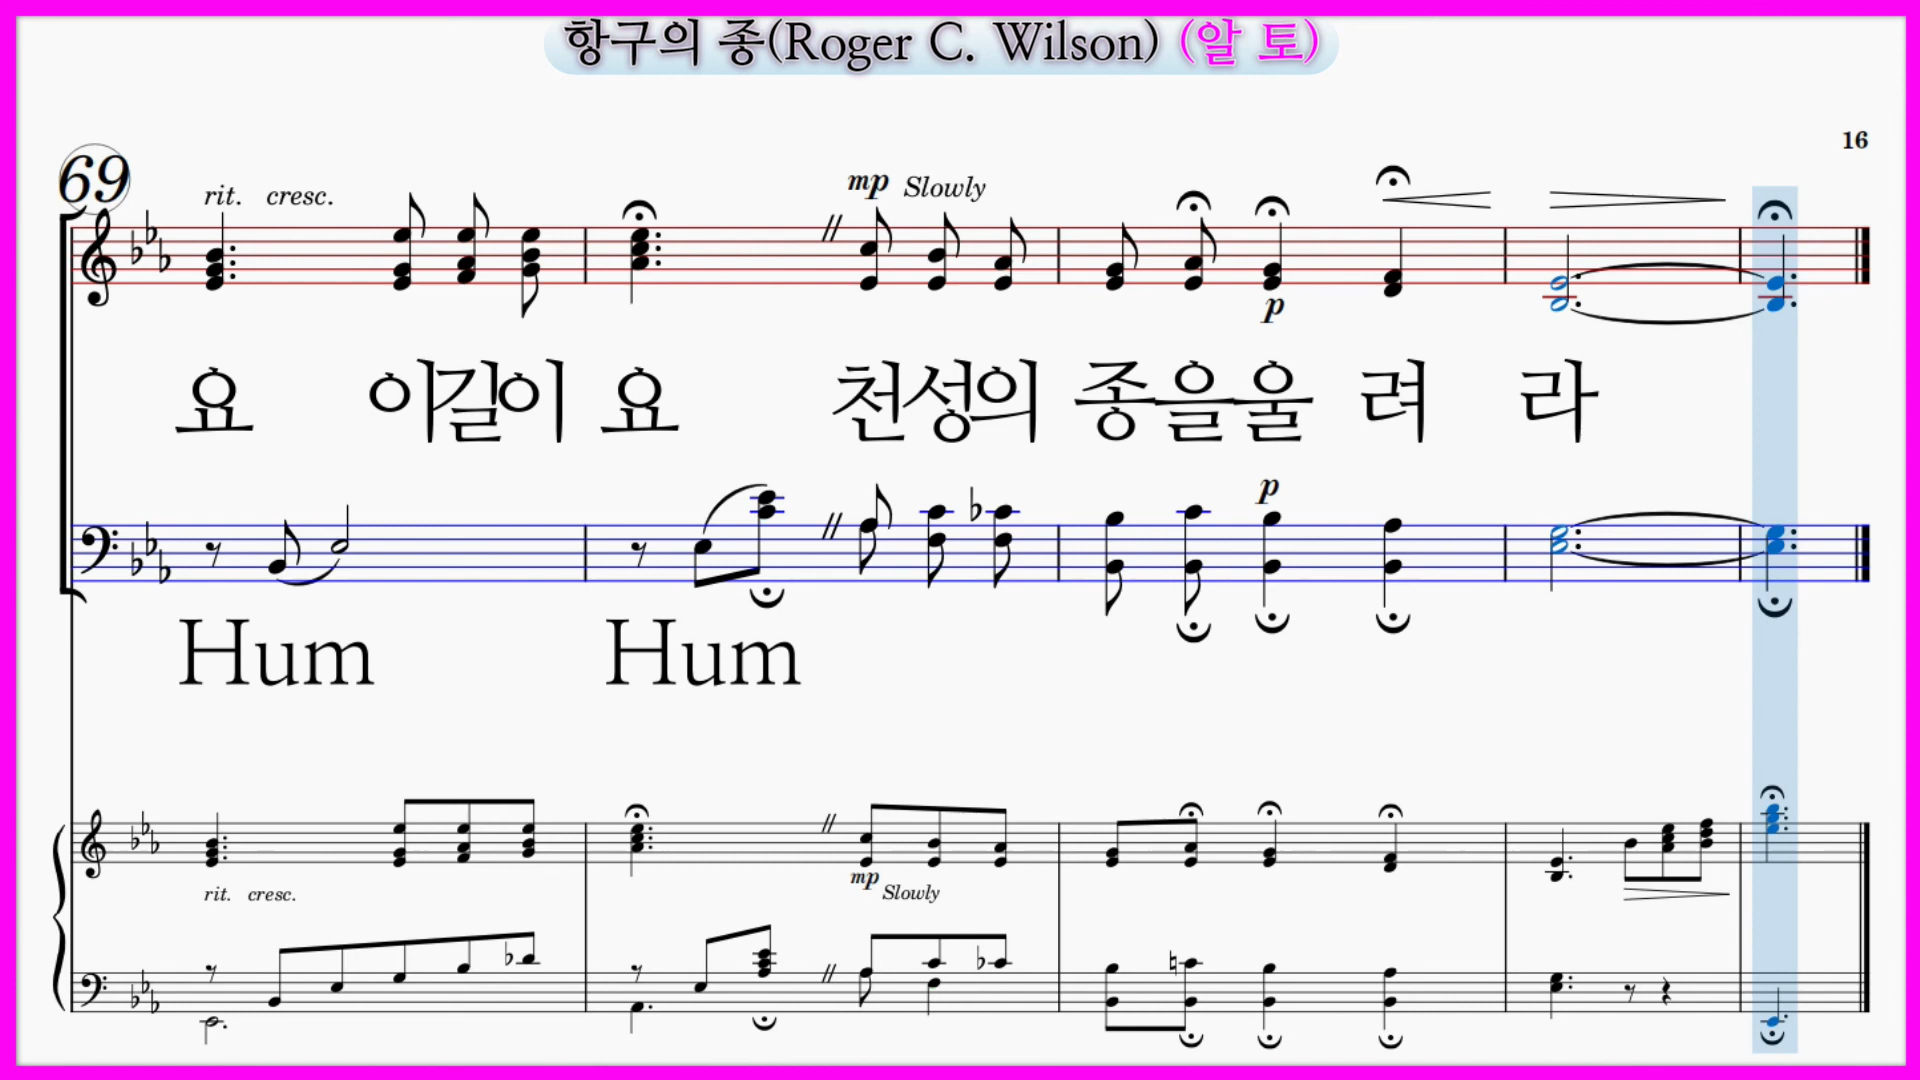 항구의 종(Roger C. Wilson) (알 토)
16
69
rit. cresc. mp Slowly
p
요 이길이 요 천성의 종을울 려 라
p
Hum Hum
mp
rit. cresc. Slowly